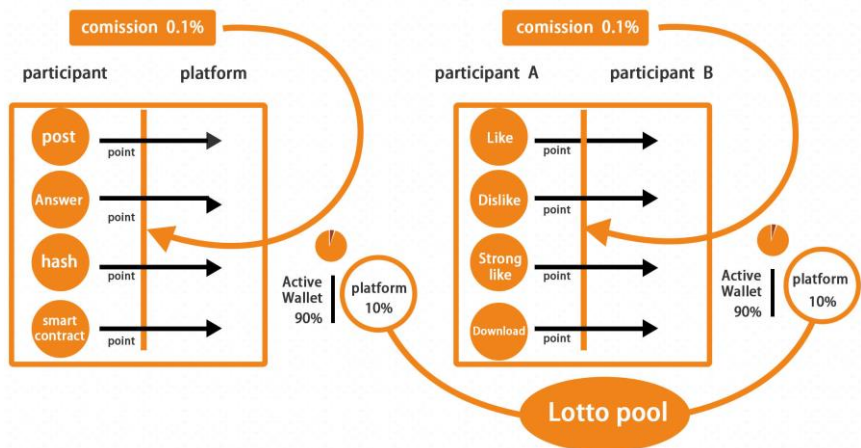 comission 0.1%
participant platform
post
point
Answer
point
hash
point
smart
contract
point
Active
Wallet
90%
platform
10%
comission 0.1%
participant A participant B
Like
point
Dislike
point
Strong
like
point
Download
point
Active
Wallet
90%
platform
10%
Lotto pool